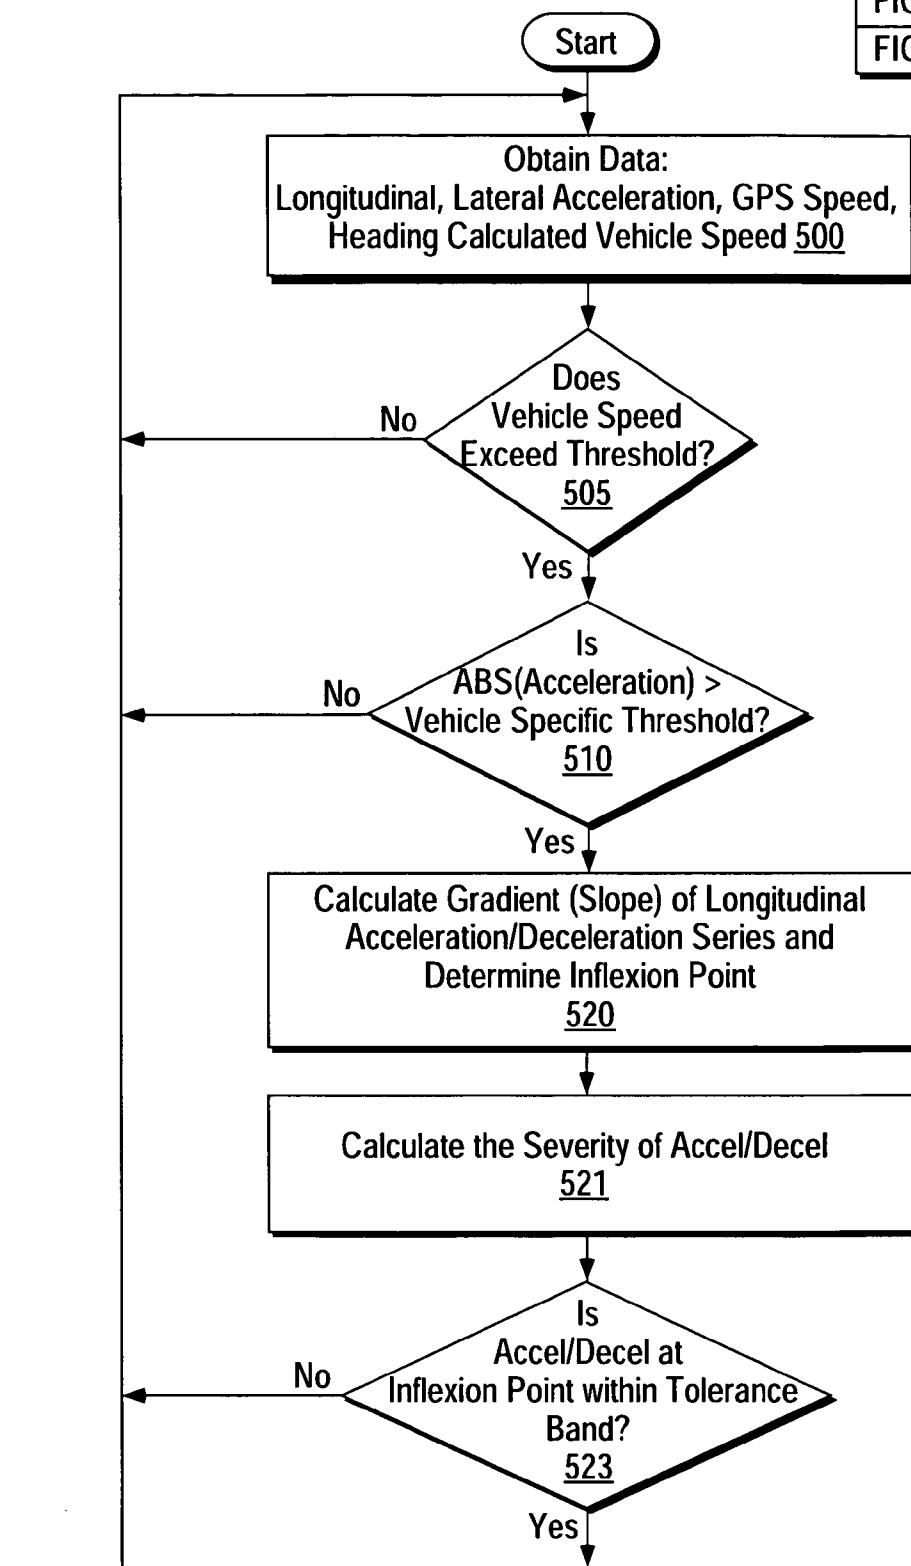 Start
FIG
Obtain Data:
Longitudinal, Lateral Acceleration, GPS Speed,
Heading Calculated Vehicle Speed 500
Does
Vehicle Speed
Exceed Threshold?
505
No
Yes
Is
ABS(Acceleration) >
Vehicle Specific Threshold?
510
No
Yes
Calculate Gradient (Slope) of Longitudinal
Acceleration/Deceleration Series and
Determine Inflexion Point
520
Calculate the Severity of Accel/Decel
521
Is
Accel/Decel at
Inflexion Point within Tolerance
Band?
523
No
Yes